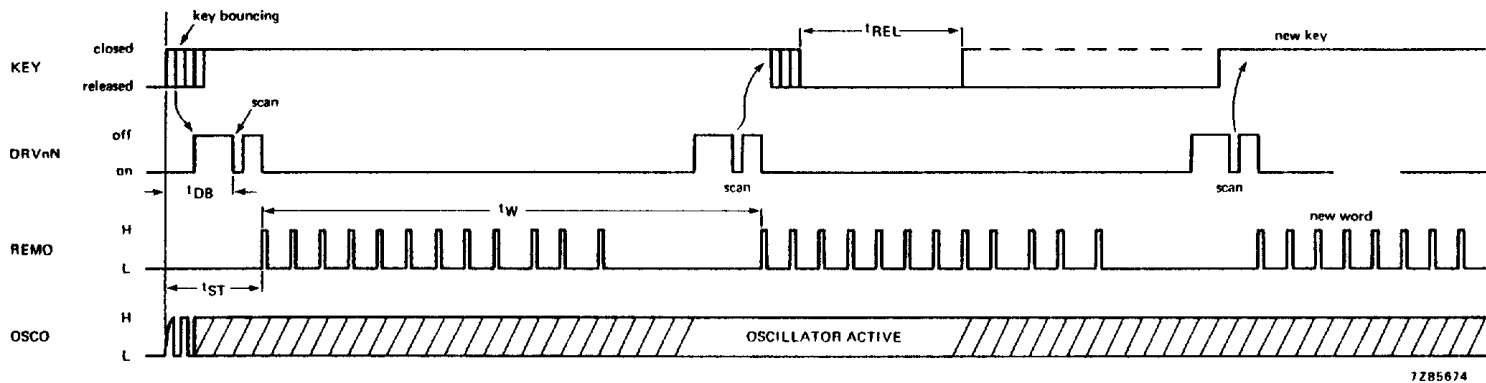 key bouncing
KEY
closed
released
tREL
new key
DRVnN
off
on
scan
tDB
scan
scan
REMO
H
L
tW
new word
tST
OSCO
H
L
OSCILLATOR ACTIVE
7Z85674